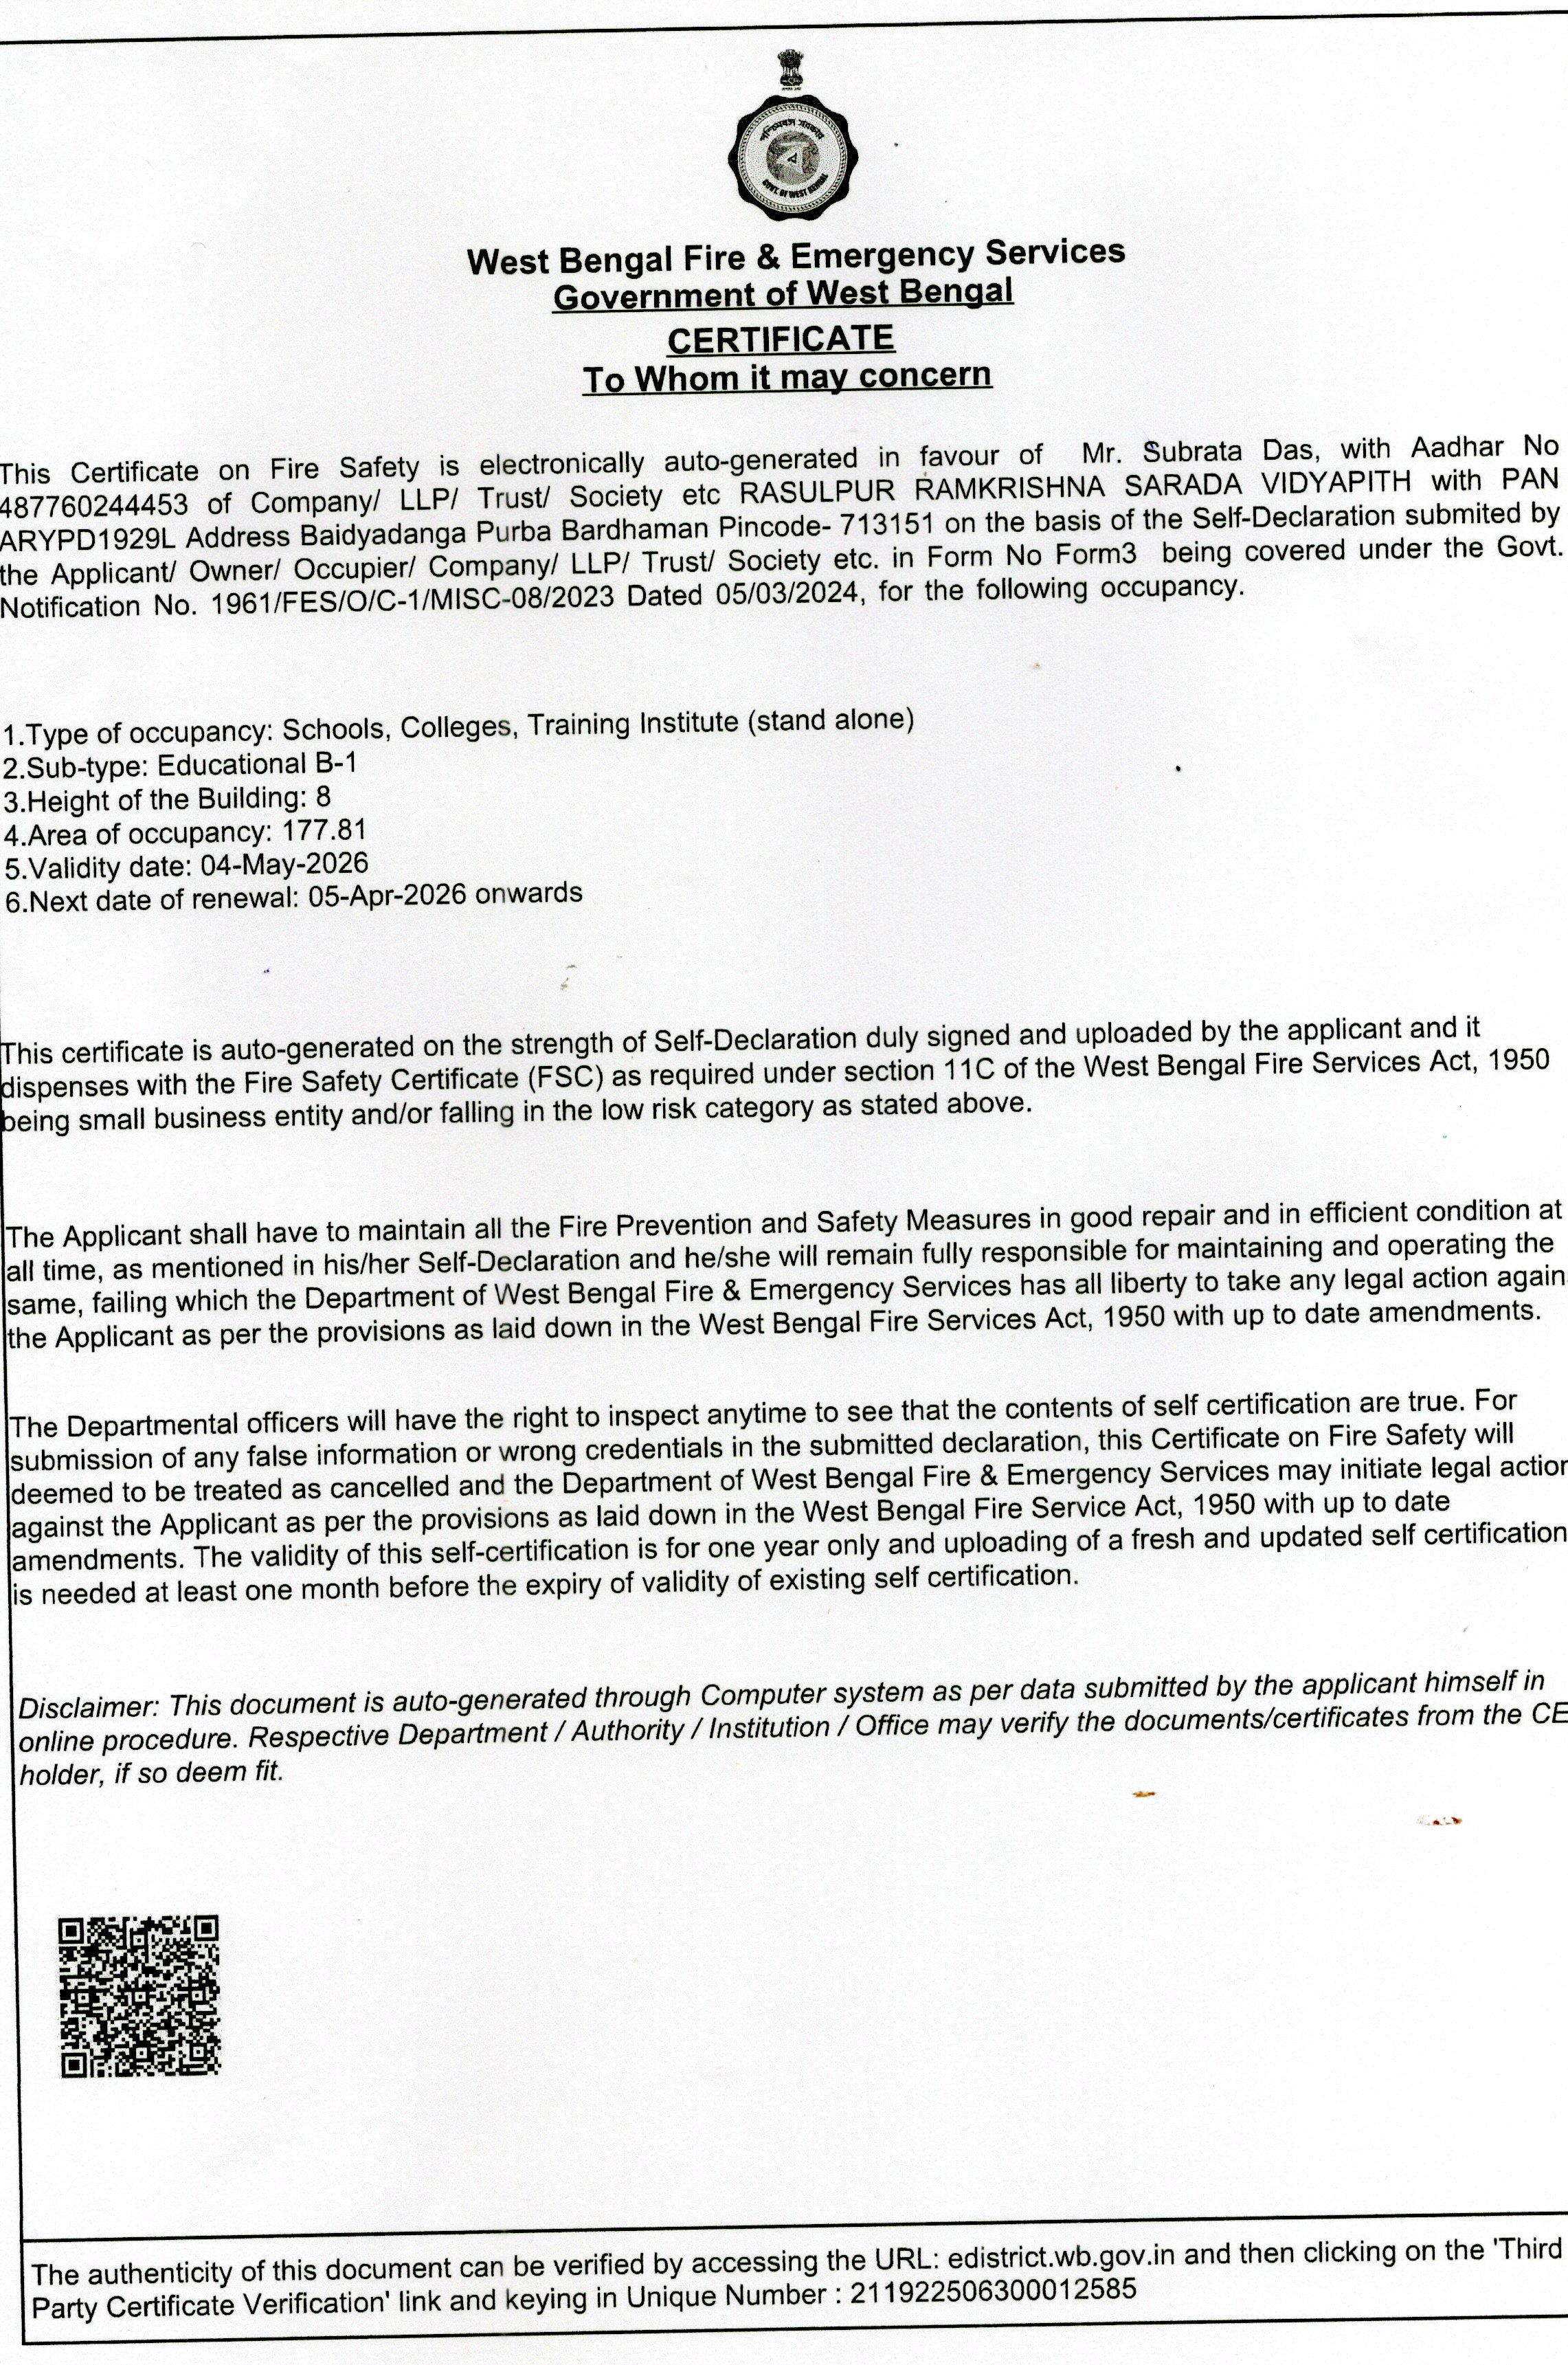 পশ্চিমবঙ্গ সরকার
GOVT. OF WEST BENGAL
West Bengal Fire & Emergency Services
Government of West Bengal
CERTIFICATE
To Whom it may concern
This Certificate on Fire Safety is electronically auto-generated in favour of Mr. Subrata Das, with Aadhar No
487760244453 of Company/ LLP/ Trust/ Society etc RASULPUR RAMKRISHNA SARADA VIDYAPITH with PAN
ARYPD1929L Address Baidyadanga Purba Bardhaman Pincode- 713151 on the basis of the Self-Declaration submited by
the Applicant/ Owner/ Occupier/ Company/ LLP/ Trust/ Society etc. in Form No Form3 being covered under the Govt.
Notification No. 1961/FES/O/C-1/MISC-08/2023 Dated 05/03/2024, for the following occupancy.
1.Type of occupancy: Schools, Colleges, Training Institute (stand alone)
2.Sub-type: Educational B-1
3.Height of the Building: 8
4.Area of occupancy: 177.81
5.Validity date: 04-May-2026
6.Next date of renewal: 05-Apr-2026 onwards
This certificate is auto-generated on the strength of Self-Declaration duly signed and uploaded by the applicant and it
dispenses with the Fire Safety Certificate (FSC) as required under section 11C of the West Bengal Fire Services Act, 1950
being small business entity and/or falling in the low risk category as stated above.
The Applicant shall have to maintain all the Fire Prevention and Safety Measures in good repair and in efficient condition at
all time, as mentioned in his/her Self-Declaration and he/she will remain fully responsible for maintaining and operating the
same, failing which the Department of West Bengal Fire & Emergency Services has all liberty to take any legal action again
the Applicant as per the provisions as laid down in the West Bengal Fire Services Act, 1950 with up to date amendments.
The Departmental officers will have the right to inspect anytime to see that the contents of self certification are true. For
submission of any false information or wrong credentials in the submitted declaration, this Certificate on Fire Safety will
deemed to be treated as cancelled and the Department of West Bengal Fire & Emergency Services may initiate legal action
against the Applicant as per the provisions as laid down in the West Bengal Fire Service Act, 1950 with up to date
amendments. The validity of this self-certification is for one year only and uploading of a fresh and updated self certification
is needed at least one month before the expiry of validity of existing self certification.
Disclaimer: This document is auto-generated through Computer system as per data submitted by the applicant himself in
online procedure. Respective Department / Authority / Institution / Office may verify the documents/certificates from the CE
holder, if so deem fit.
The authenticity of this document can be verified by accessing the URL: edistrict.wb.gov.in and then clicking on the 'Third
Party Certificate Verification' link and keying in Unique Number : 211922506300012585